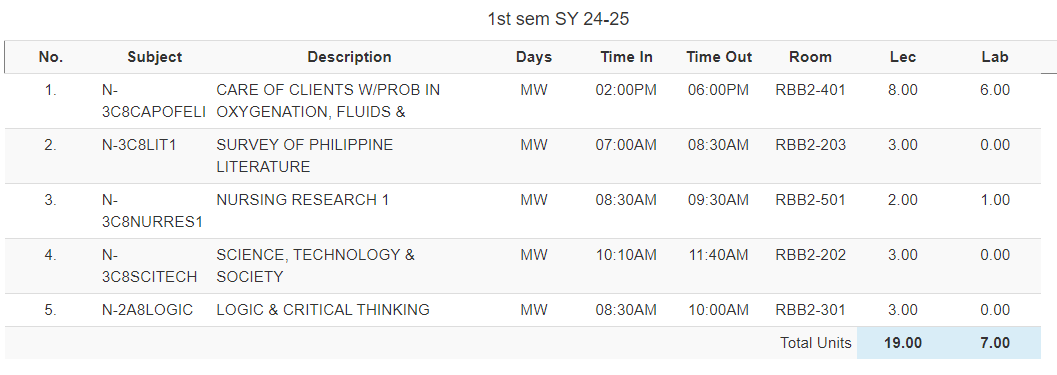 1st sem SY 24-25
No. Subject Description Days Time In Time Out Room Lec Lab
1. N- CARE OF CLIENTS W/PROB IN MW 02:00PM 06:00PM RBB2-401 8.00 6.00
3C8CAPOFELI OXYGENATION, FLUIDS &
2. N-3C8LIT1 SURVEY OF PHILIPPINE MW 07:00AM 08:30AM RBB2-203 3.00 0.00
LITERATURE
3. N- NURSING RESEARCH 1 MW 08:30AM 09:30AM RBB2-501 2.00 1.00
3C8NURRES1
4. N- SCIENCE, TECHNOLOGY & MW 10:10AM 11:40AM RBB2-202 3.00 0.00
3C8SCITECH SOCIETY
5. N-2A8LOGIC LOGIC & CRITICAL THINKING MW 08:30AM 10:00AM RBB2-301 3.00 0.00
Total Units 19.00 7.00